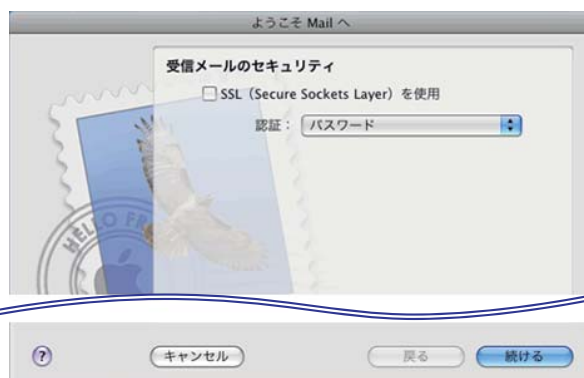 ようこそ Mail へ
受信メールのセキュリティ
SSL（Secure Sockets Layer）を使用
認証： パスワード
HELLO FR
? キャンセル 戻る 続ける